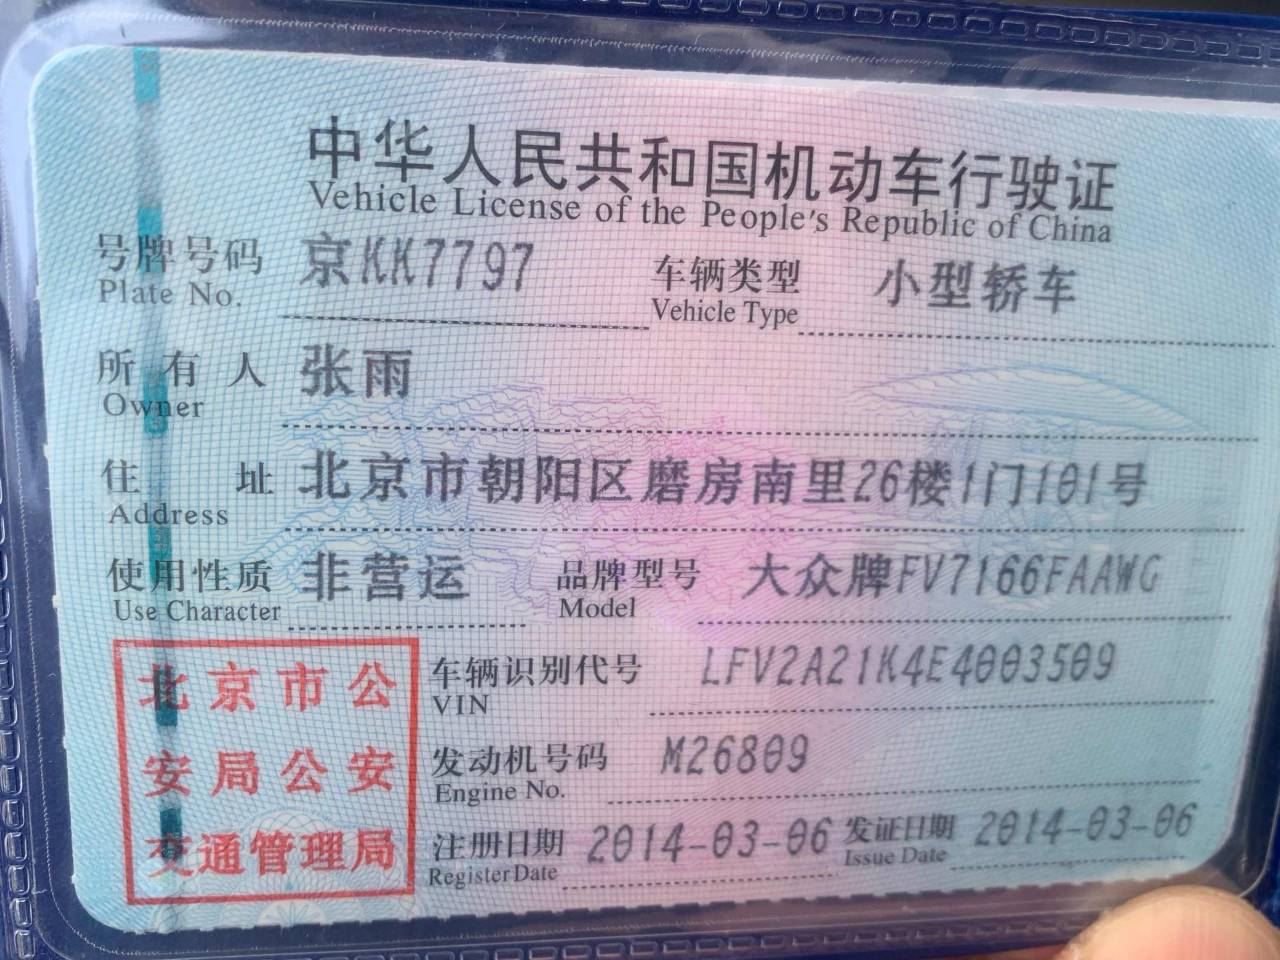 中华人民共和国机动车行驶证
Vehicle License of the People's Republic of China
号牌号码 京KK7797 车辆类型 小型轿车
Plate No. Vehicle Type
所有人 张雨
Owner
住址 北京市朝阳区磨房南里26楼1门101号
Address
使用性质 非营运 品牌型号 大众牌FV7166FAAWG
Use Character Model
北京市公
安局公安
交通管理局
车辆识别代号 LFV2A21K4E4003509
VIN
发动机号码 M26809
Engine No.
注册日期 2014-03-06 发证日期 2014-03-06
Register Date Issue Date